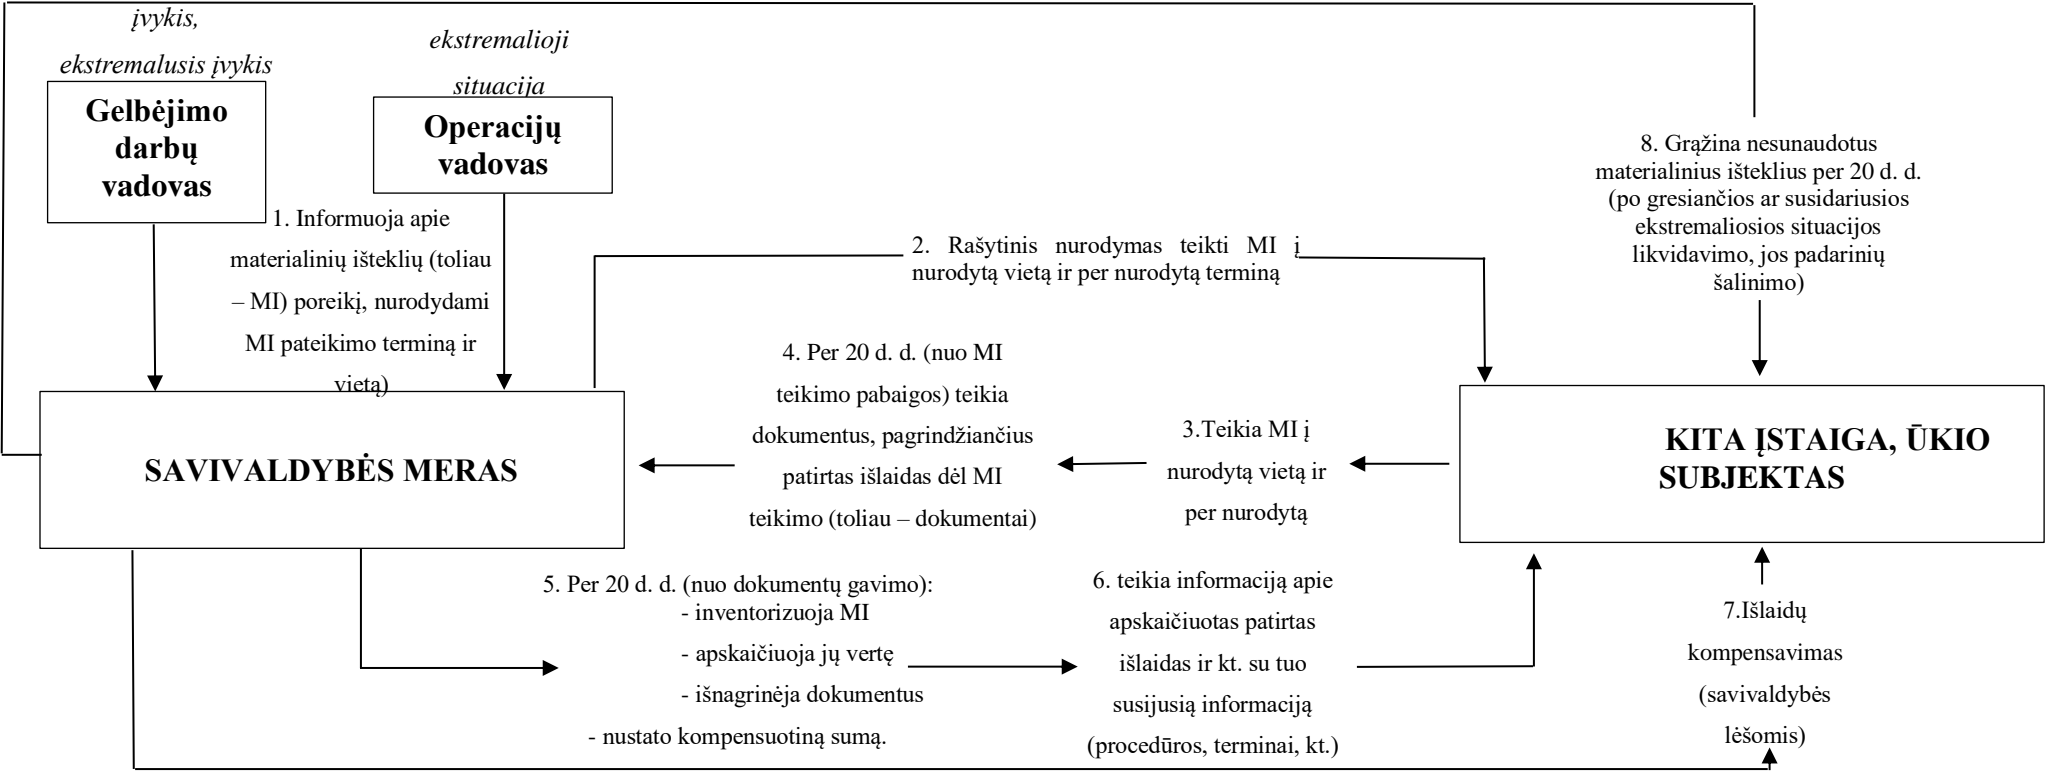 įvykis,
ekstremalusis įvykis
Gelbėjimo
darbų
vadovas
ekstremalioji
situacija
Operacijų
vadovas
1. Informuoja apie
materialinių išteklių (toliau
– MI) poreikį, nurodydami
MI pateikimo terminą ir
vietą)
2. Rašytinis nurodymas teikti MI į
nurodytą vietą ir per nurodytą terminą
8. Grąžina nesunaudotus
materialinius išteklius per 20 d. d.
(po gresiančios ar susidariusios
ekstremaliosios situacijos
likvidavimo, jos padarinių
šalinimo)
SAVIVALDYBĖS MERAS
4. Per 20 d. d. (nuo MI
teikimo pabaigos) teikia
dokumentus, pagrindžiančius
patirtas išlaidas dėl MI
teikimo (toliau – dokumentai)
3.Teikia MI į
nurodytą vietą ir
per nurodytą
KITA ĮSTAIGA, ŪKIO
SUBJEKTAS
5. Per 20 d. d. (nuo dokumentų gavimo):
- inventorizuoja MI
- apskaičiuoja jų vertę
- išnagrinėja dokumentus
- nustato kompensuotiną sumą.
6. teikia informaciją apie
apskaičiuotas patirtas
išlaidas ir kt. su tuo
susijusią informaciją
(procedūros, terminai, kt.)
7.Išlaidų
kompensavimas
(savivaldybės
lėšomis)